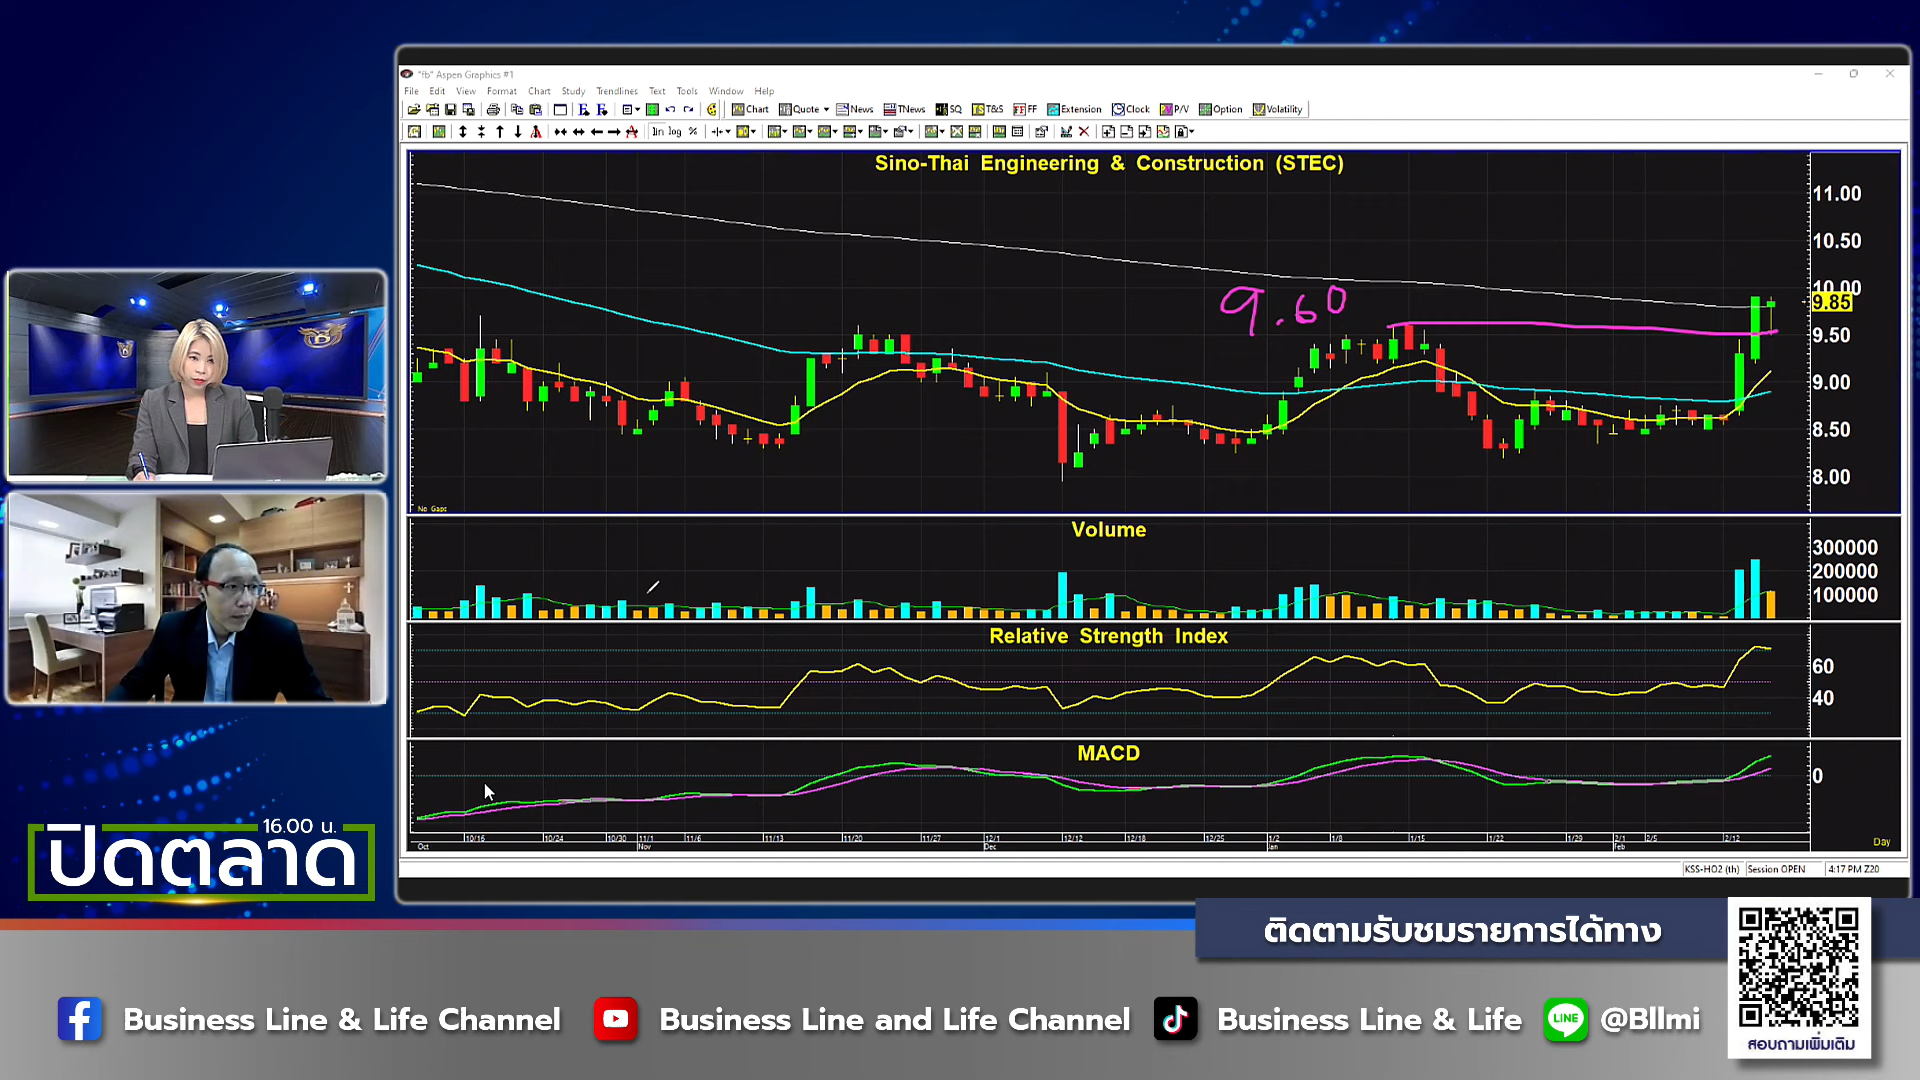 "fb" Aspen Graphics #1
File Edit View Format Chart Study Trendlines Text Tools Window Help
Chart Quote News TNews SQ T&S FF Extension Clock P/V Option Volatility
lin log %
Sino-Thai Engineering & Construction (STEC)
11.00
10.50
10.00
9.85
9.60
9.50
9.00
8.50
8.00
No Gaps
Volume
300000
200000
100000
Relative Strength Index
60
40
MACD
0
10/16 10/24 10/30 11/1 11/6 11/13 11/20 11/27 12/1 12/12 12/18 12/25 1/2 1/8 1/15 1/22 1/29 2/1 2/5 2/12
Oct Nov Dec Jan Feb
Day
KSS-HO2 (th) Session OPEN 4:17 PM Z20
16.00 น.
ปิดตลาด
ติดตามรับชมรายการได้ทาง
Business Line & Life Channel
Business Line and Life Channel
Business Line & Life
LINE
@Bllmi
สอบถามเพิ่มเติม